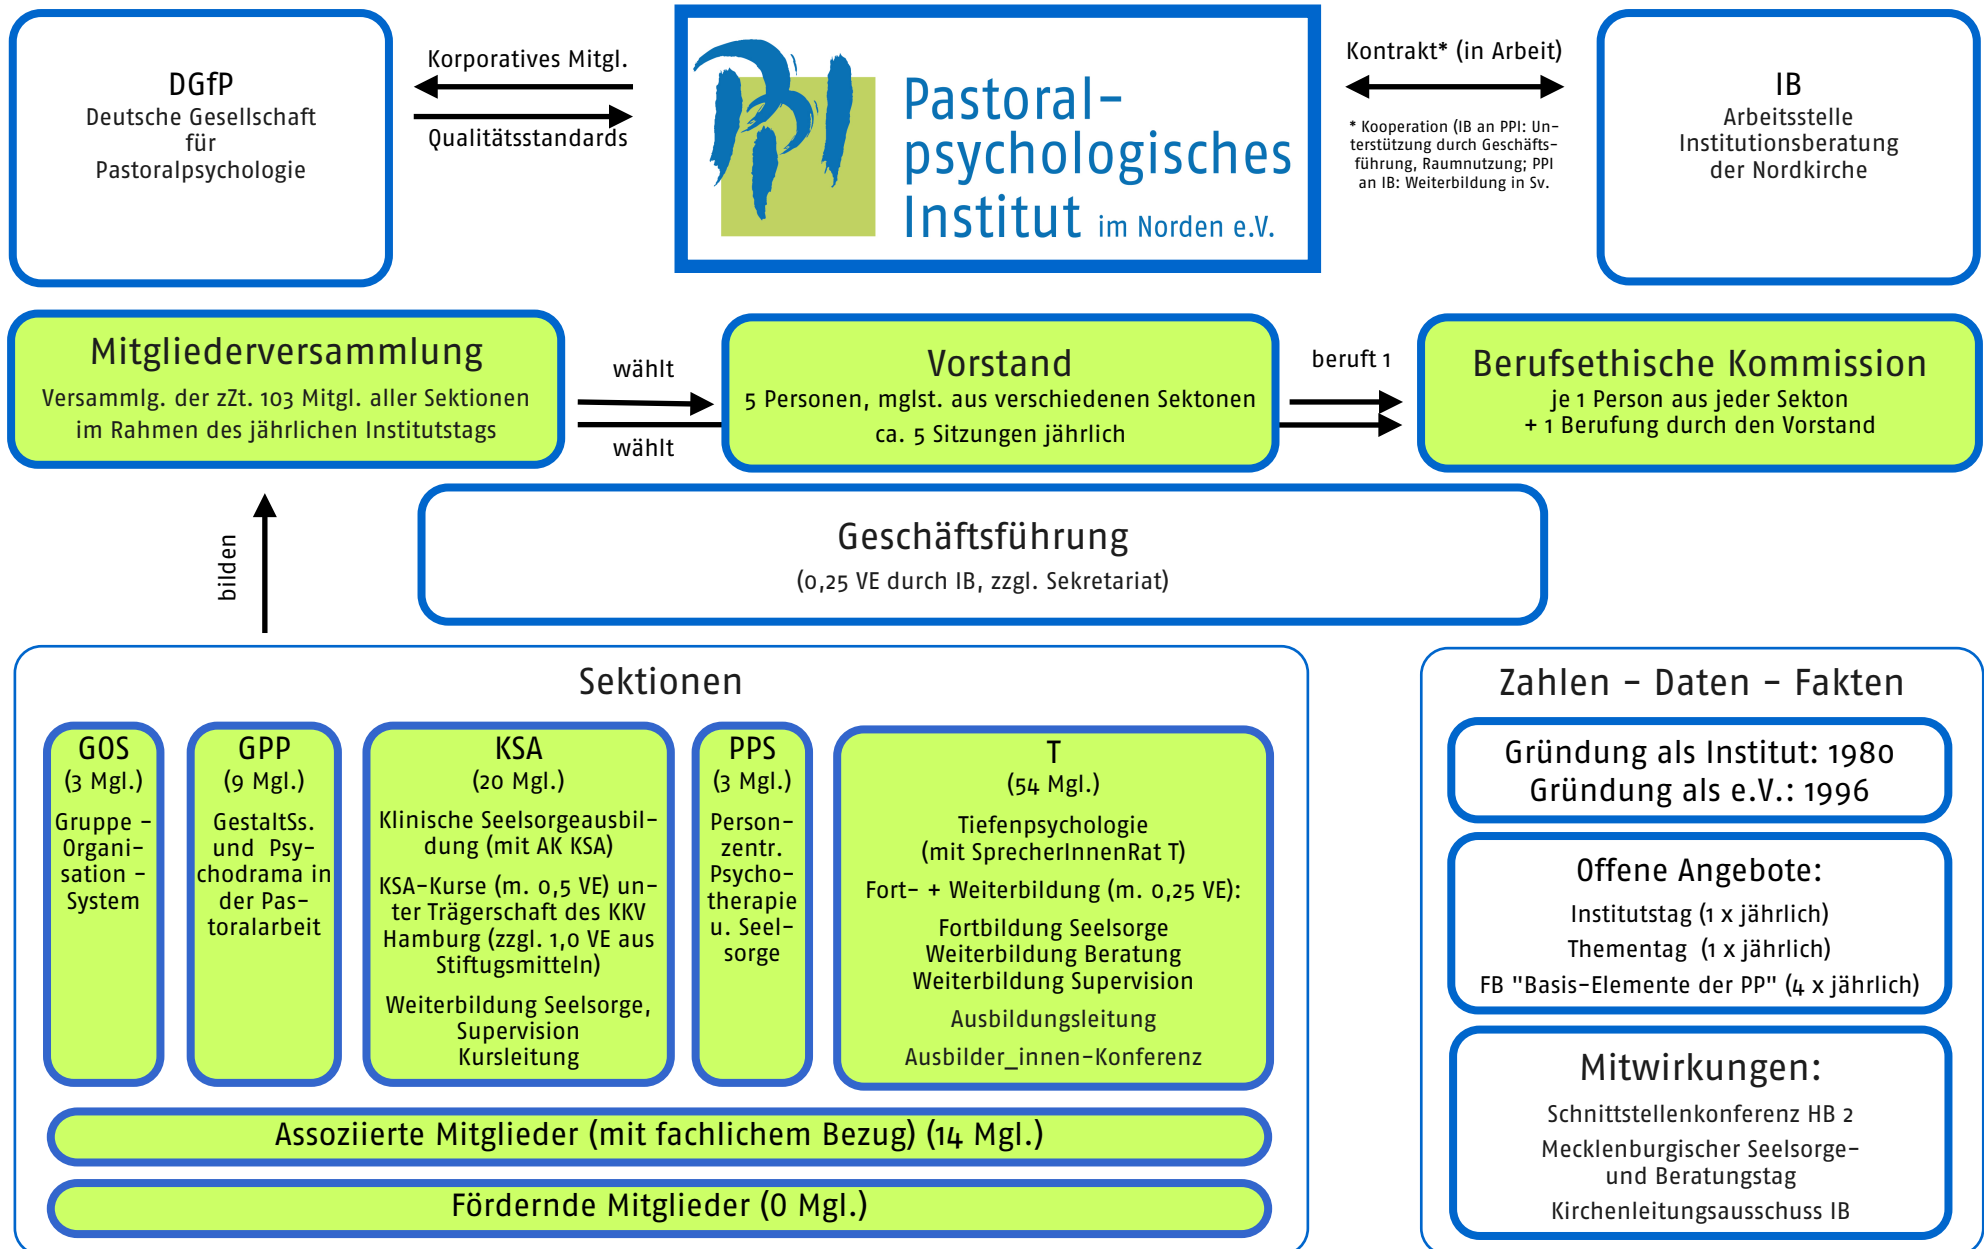 DGfP
Deutsche Gesellschaft
für
Pastoralpsychologie
Korporatives Mitgl.
Qualitätsstandards
PPI
Pastoral-
psychologisches
Institut im Norden e.V.
Kontrakt* (in Arbeit)
* Kooperation (IB an PPI: Un-
terstützung durch Geschäfts-
führung, Raumnutzung; PPI
an IB: Weiterbildung in Sv.
IB
Arbeitsstelle
Institutionsberatung
der Nordkirche
Mitgliederversammlung
Versammlg. der zZt. 103 Mitgl. aller Sektionen
im Rahmen des jährlichen Institutstags
wählt
wählt
Vorstand
5 Personen, mglst. aus verschiedenen Sektonen
ca. 5 Sitzungen jährlich
beruft 1
Berufsethische Kommission
je 1 Person aus jeder Sekton
+ 1 Berufung durch den Vorstand
bilden
Geschäftsführung
(0,25 VE durch IB, zzgl. Sekretariat)
Sektionen
GOS
(3 Mgl.)
Gruppe -
Organi-
sation -
System
GPP
(9 Mgl.)
GestaltSs.
und Psy-
chodrama in
der Pas-
toralarbeit
KSA
(20 Mgl.)
Klinische Seelsorgeausbil-
dung (mit AK KSA)
KSA-Kurse (m. 0,5 VE) un-
ter Trägerschaft des KKV
Hamburg (zzgl. 1,0 VE aus
Stiftugsmitteln)
Weiterbildung Seelsorge,
Supervision
Kursleitung
PPS
(3 Mgl.)
Person-
zentr.
Psycho-
therapie
u. Seel-
sorge
T
(54 Mgl.)
Tiefenpsychologie
(mit SprecherInnenRat T)
Fort- + Weiterbildung (m. 0,25 VE):
Fortbildung Seelsorge
Weiterbildung Beratung
Weiterbildung Supervision
Ausbildungsleitung
Ausbilder_innen-Konferenz
Assoziierte Mitglieder (mit fachlichem Bezug) (14 Mgl.)
Fördernde Mitglieder (0 Mgl.)
Zahlen - Daten - Fakten
Gründung als Institut: 1980
Gründung als e.V.: 1996
Offene Angebote:
Institutstag (1 x jährlich)
Thementag (1 x jährlich)
FB "Basis-Elemente der PP" (4 x jährlich)
Mitwirkungen:
Schnittstellenkonferenz HB 2
Mecklenburgischer Seelsorge-
und Beratungstag
Kirchenleitungsausschuss IB